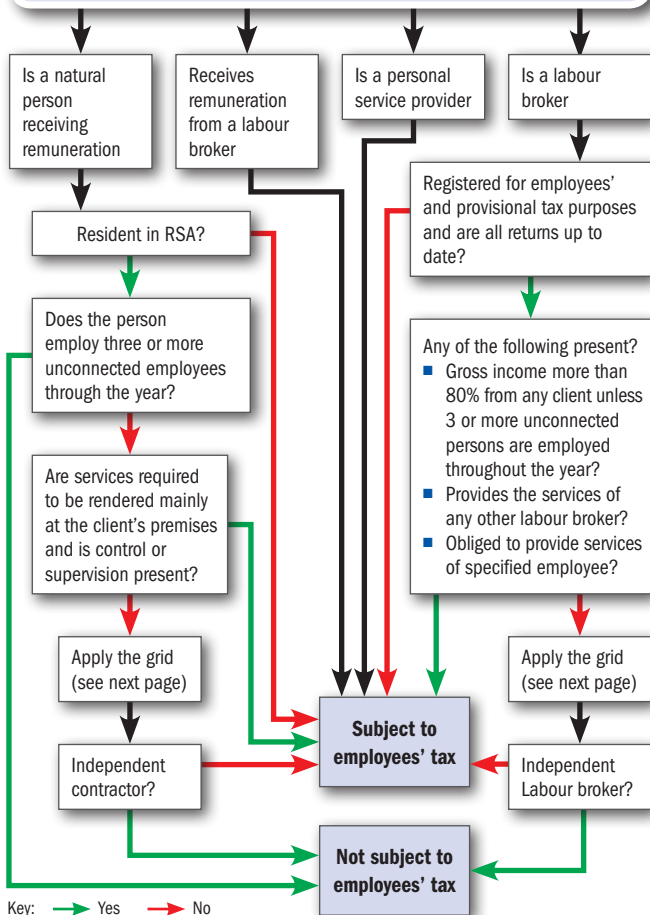 Is a natural
person
receiving
remuneration
Receives
remuneration
from a labour
broker
Is a personal
service provider
Is a labour
broker
Resident in RSA?
Registered for employees'
and provisional tax purposes
and are all returns up to
date?
Does the person
employ three or more
unconnected employees
through the year?
Any of the following present?
■ Gross income more than
80% from any client unless
3 or more unconnected
persons are employed
throughout the year?
■ Provides the services of
any other labour broker?
■ Obliged to provide services
of specified employee?
Are services required
to be rendered mainly
at the client's premises
and is control or
supervision present?
Apply the grid
(see next page)
Apply the grid
(see next page)
Subject to
employees' tax
Independent
contractor?
Independent
Labour broker?
Not subject to
employees' tax
Key: Yes No